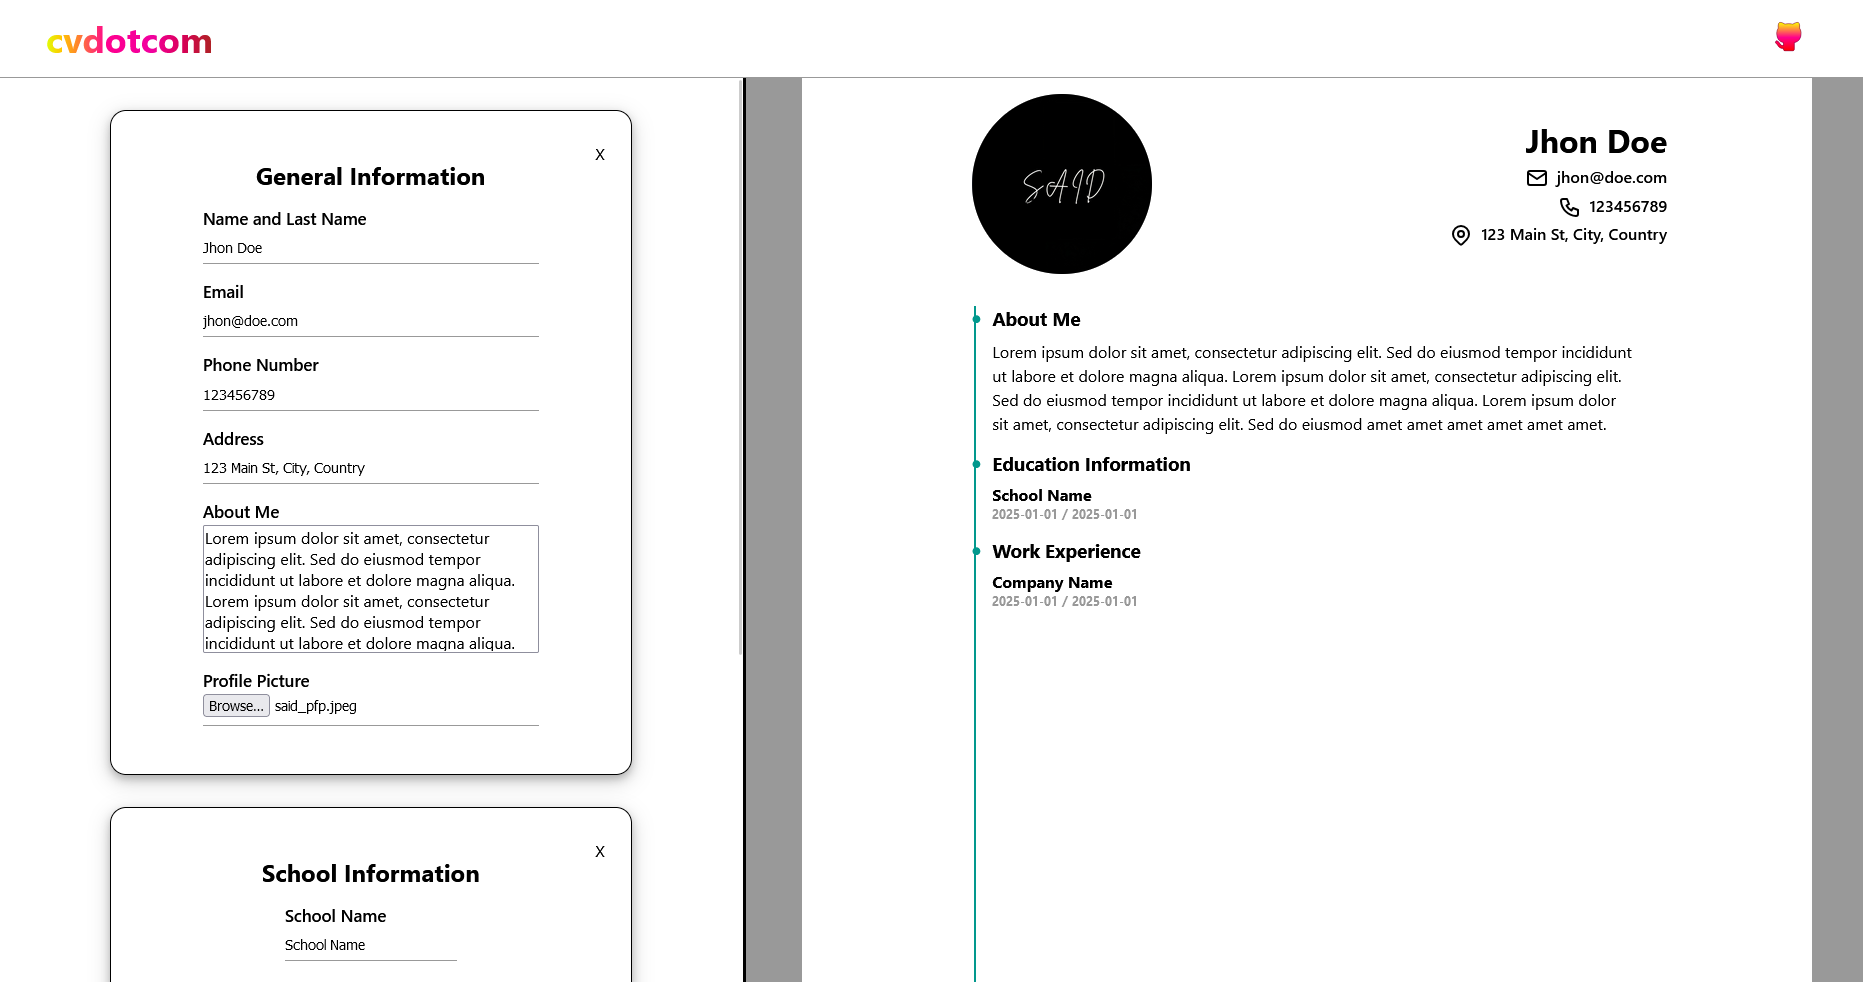 cvdotcom
X
General Information
Name and Last Name
Jhon Doe
Email
jhon@doe.com
Phone Number
123456789
Address
123 Main St, City, Country
About Me
Lorem ipsum dolor sit amet, consectetur
adipiscing elit. Sed do eiusmod tempor
incididunt ut labore et dolore magna aliqua.
Lorem ipsum dolor sit amet, consectetur
adipiscing elit. Sed do eiusmod tempor
incididunt ut labore et dolore magna aliqua.
Profile Picture
Browse... said_pfp.jpeg
X
School Information
School Name
School Name
SAID
Jhon Doe
jhon@doe.com
123456789
123 Main St, City, Country
About Me
Lorem ipsum dolor sit amet, consectetur adipiscing elit. Sed do eiusmod tempor incididunt
ut labore et dolore magna aliqua. Lorem ipsum dolor sit amet, consectetur adipiscing elit.
Sed do eiusmod tempor incididunt ut labore et dolore magna aliqua. Lorem ipsum dolor
sit amet, consectetur adipiscing elit. Sed do eiusmod amet amet amet amet amet amet.
Education Information
School Name
2025-01-01 / 2025-01-01
Work Experience
Company Name
2025-01-01 / 2025-01-01